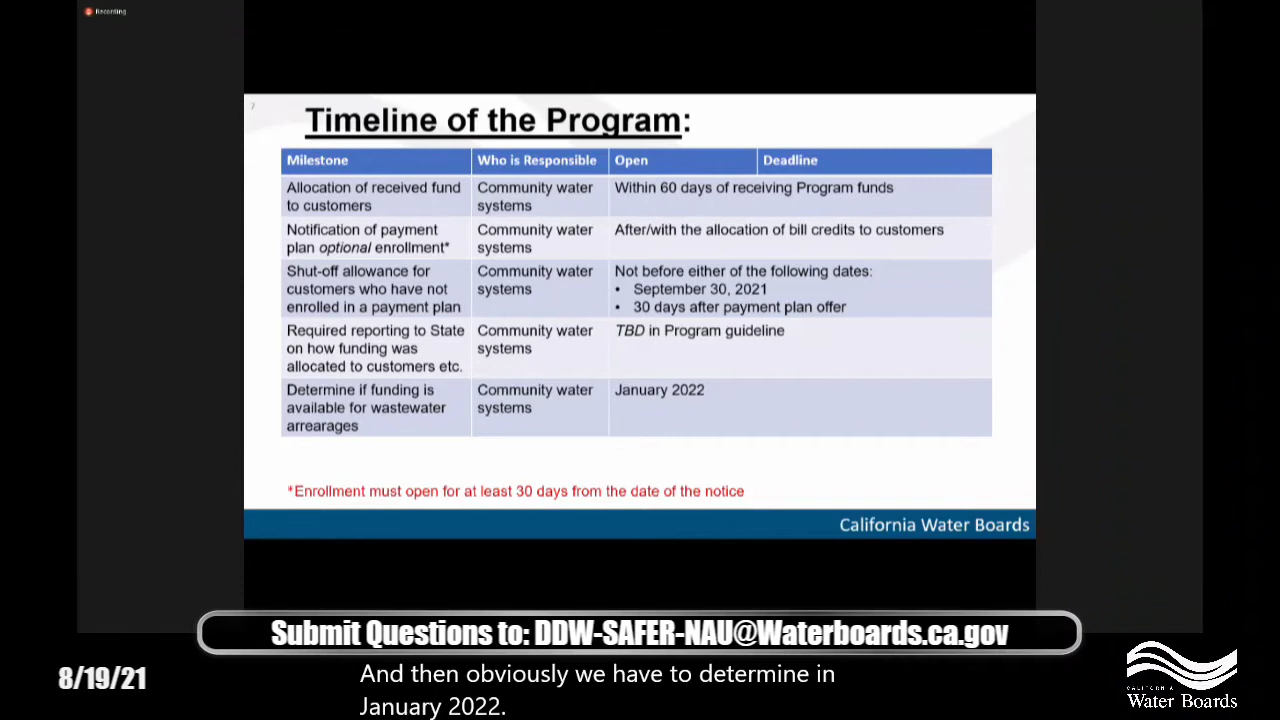 Recording
7
Timeline of the Program:
Milestone
Who is Responsible
Open
Deadline
Allocation of received fund
to customers
Community water
systems
Within 60 days of receiving Program funds
Notification of payment
plan optional enrollment*
Community water
systems
After/with the allocation of bill credits to customers
Shut-off allowance for
customers who have not
enrolled in a payment plan
Community water
systems
Not before either of the following dates:
• September 30, 2021
• 30 days after payment plan offer
Required reporting to State
on how funding was
allocated to customers etc.
Community water
systems
TBD in Program guideline
Determine if funding is
available for wastewater
arrearages
Community water
systems
January 2022
*Enrollment must open for at least 30 days from the date of the notice
California Water Boards
Submit Questions to: DDW-SAFER-NAU@Waterboards.ca.gov
8/19/21
And then obviously we have to determine in
January 2022.
CALIFORNIA
Water Boards